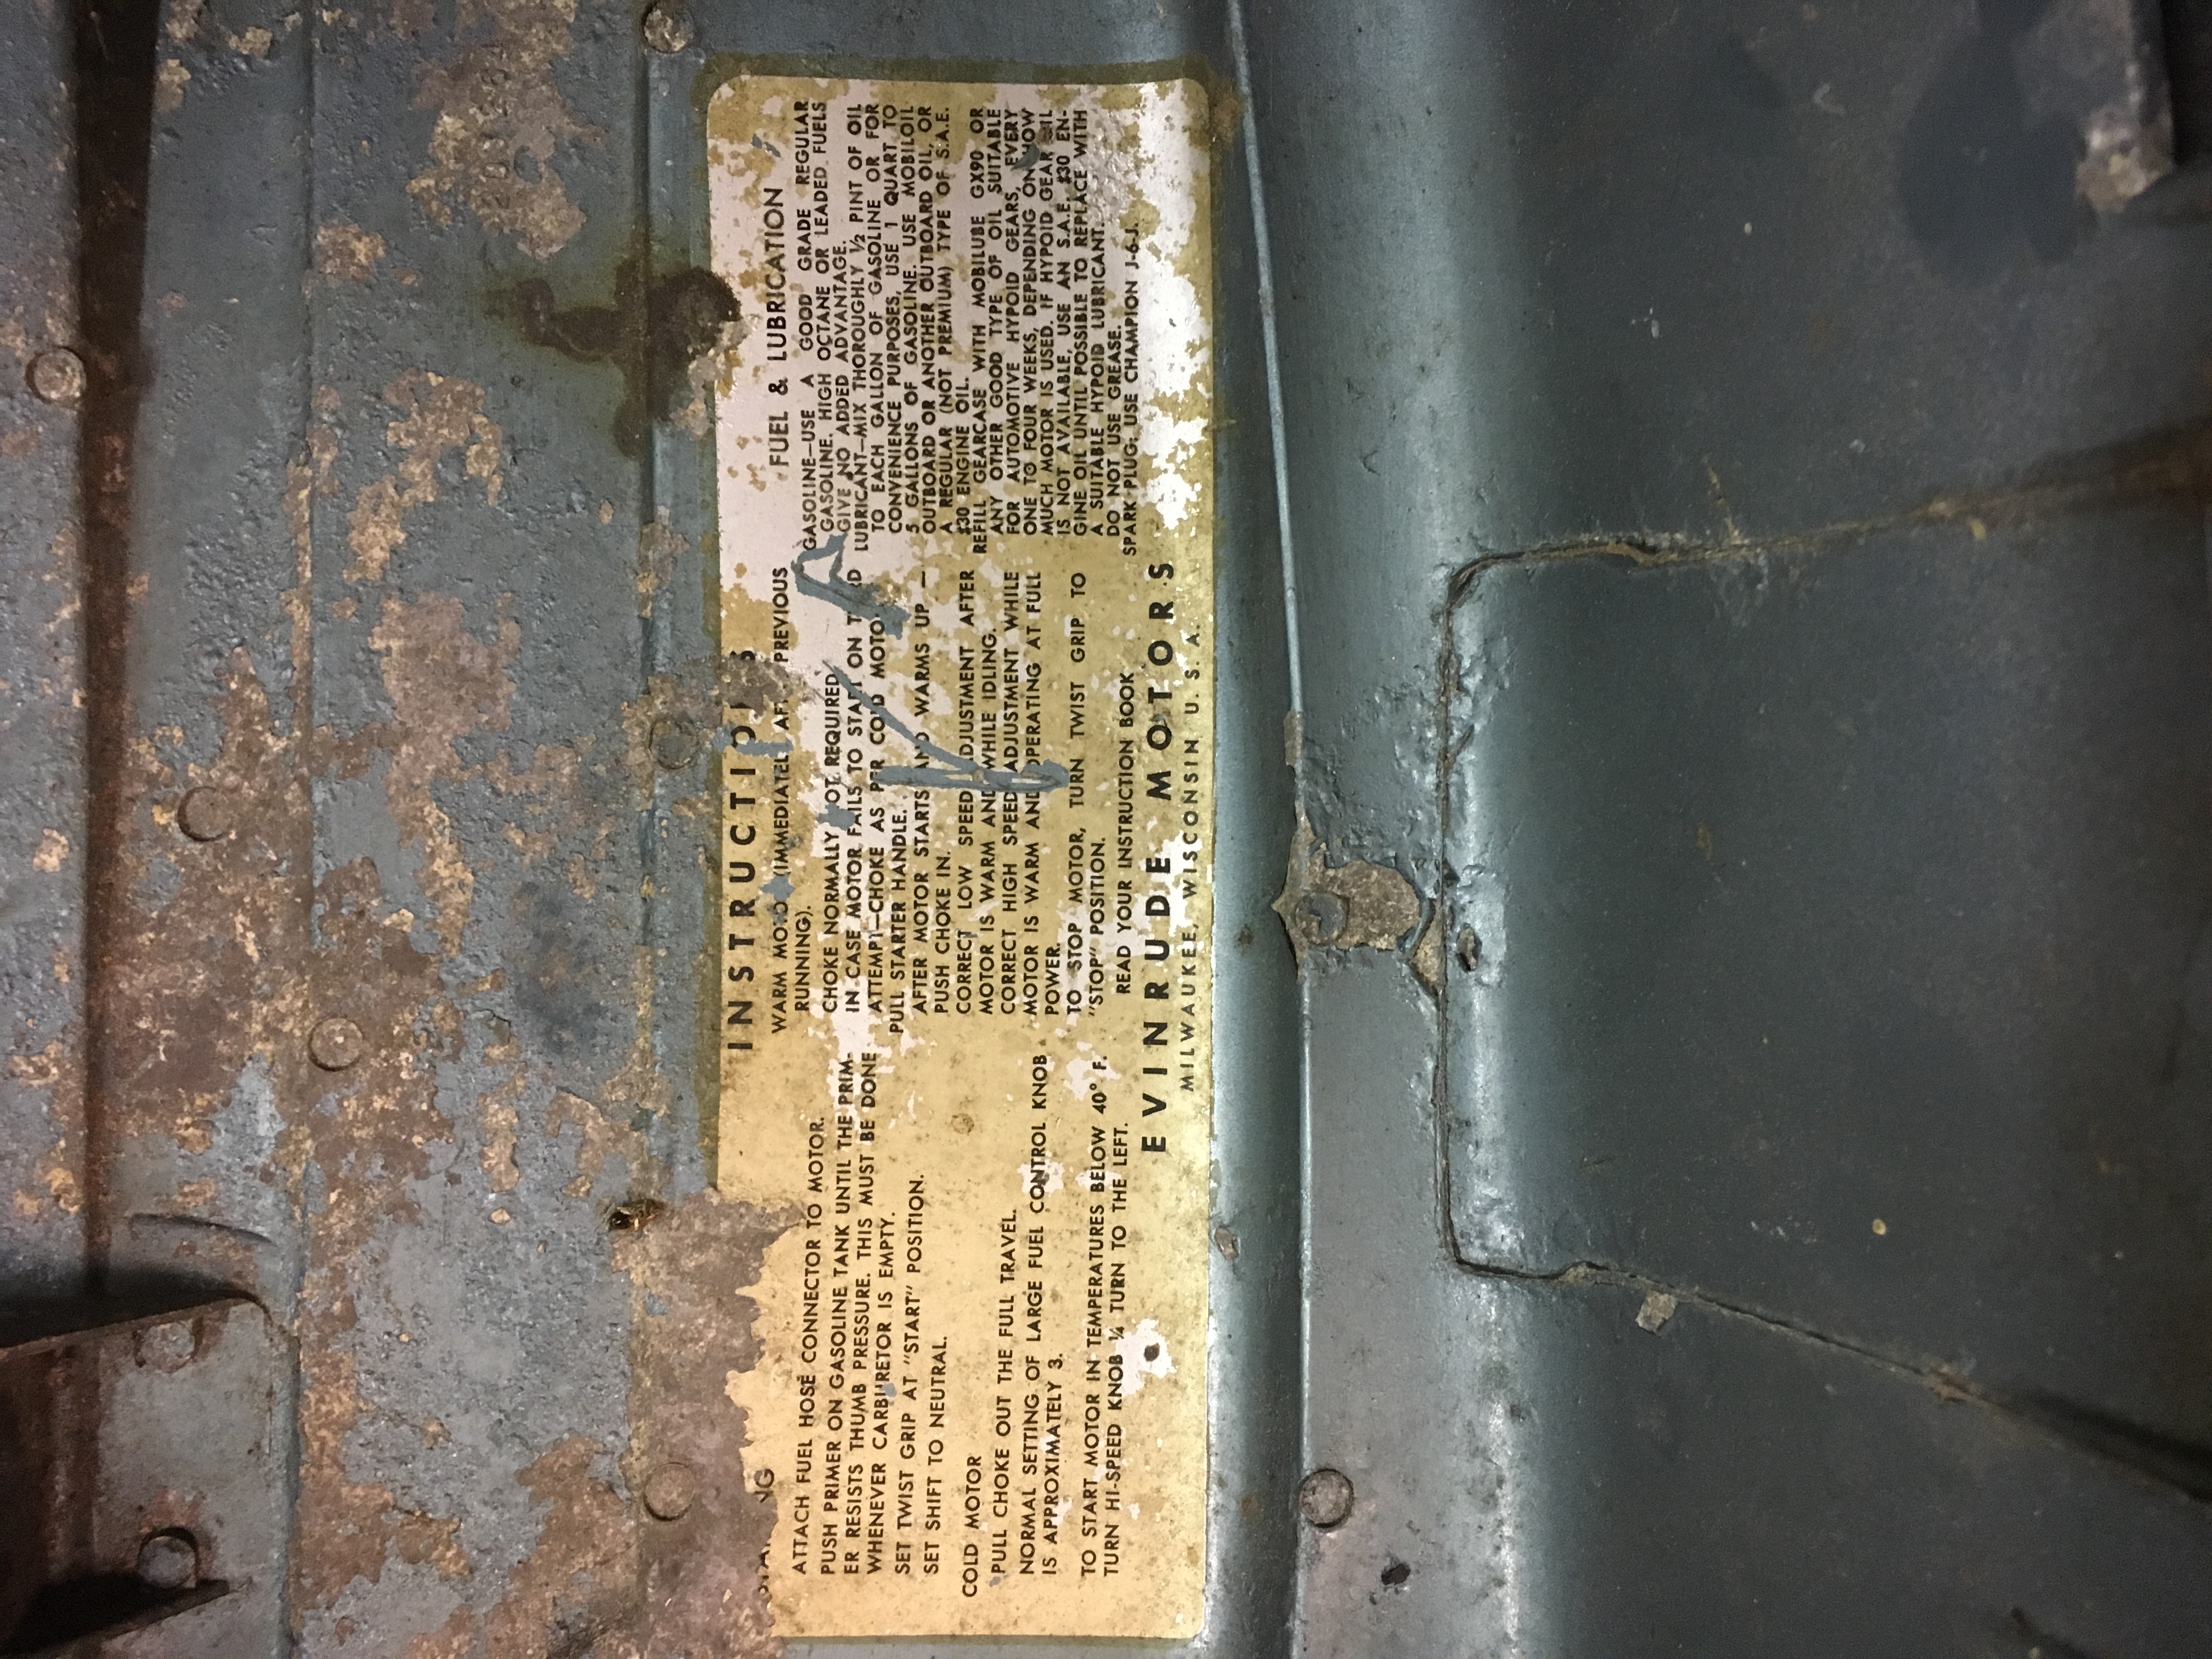 INSTRUCTIONS
ATTACH FUEL HOSE CONNECTOR TO MOTOR.
PUSH PRIMER ON GASOLINE TANK UNTIL THE PRIM-
ER RESISTS THUMB PRESSURE. THIS MUST BE DONE
WHENEVER CARBURETOR IS EMPTY.
SET TWIST GRIP AT "START" POSITION.
SET SHIFT TO NEUTRAL.
COLD MOTOR
PULL CHOKE OUT THE FULL TRAVEL.
NORMAL SETTING OF LARGE FUEL CONTROL KNOB
IS APPROXIMATELY 3.
TO START MOTOR IN TEMPERATURES BELOW 40° F.
TURN HI-SPEED KNOB ¼ TURN TO THE LEFT.
WARM MOTO (IMMEDIATEL AF PREVIOUS
RUNNING).
CHOKE NORMALLY OT REQUIRED.
IN CASE MOTOR FAILS TO START ON T RD
ATTEMPT—CHOKE AS PER COLD MOTO
PULL STARTER HANDLE.
AFTER MOTOR STARTS AND WARMS UP —
PUSH CHOKE IN.
CORRECT LOW SPEED ADJUSTMENT AFTER
MOTOR IS WARM AND WHILE IDLING.
CORRECT HIGH SPEED ADJUSTMENT WHILE
MOTOR IS WARM AND OPERATING AT FULL
POWER.
TO STOP MOTOR, TURN TWIST GRIP TO
"STOP" POSITION.
READ YOUR INSTRUCTION BOOK
FUEL & LUBRICATION
GASOLINE—USE A GOOD GRADE REGULAR
GASOLINE. HIGH OCTANE OR LEADED FUELS
GIVE NO ADDED ADVANTAGE.
LUBRICANT—MIX THOROUGHLY ½ PINT OF OIL
TO EACH GALLON OF GASOLINE OR FOR
CONVENIENCE PURPOSES, USE 1 QUART TO
5 GALLONS OF GASOLINE. USE MOBILOIL
OUTBOARD OR ANOTHER OUTBOARD OIL, OR
A REGULAR (NOT PREMIUM) TYPE OF S.A.E.
#30 ENGINE OIL.
REFILL GEARCASE WITH MOBILUBE GX90 OR
ANY OTHER GOOD TYPE OF OIL SUITABLE
FOR AUTOMOTIVE HYPOID GEARS, EVERY
ONE TO FOUR WEEKS, DEPENDING ON HOW
MUCH MOTOR IS USED. IF HYPOID GEAR OIL
IS NOT AVAILABLE, USE AN S.A.E. #30 EN-
GINE OIL UNTIL POSSIBLE TO REPLACE WITH
A SUITABLE HYPOID LUBRICANT.
DO NOT USE GREASE.
SPARK PLUG: USE CHAMPION J-6-J.
EVINRUDE MOTORS
MILWAUKEE, WISCONSIN U. S. A.